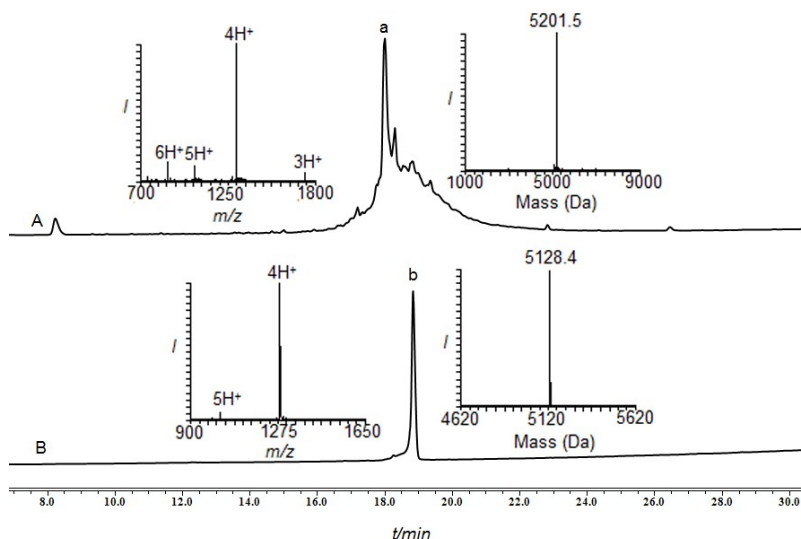 a
4H+
6H+ 5H+
3H+
I
700 1250 1800
m/z
5201.5
I
1000 5000 9000
Mass (Da)
A
b
4H+
5H+
I
900 1275 1650
m/z
5128.4
I
4620 5120 5620
Mass (Da)
B
8.0 10.0 12.0 14.0 16.0 18.0 20.0 22.0 24.0 26.0 28.0 30.0
t/min